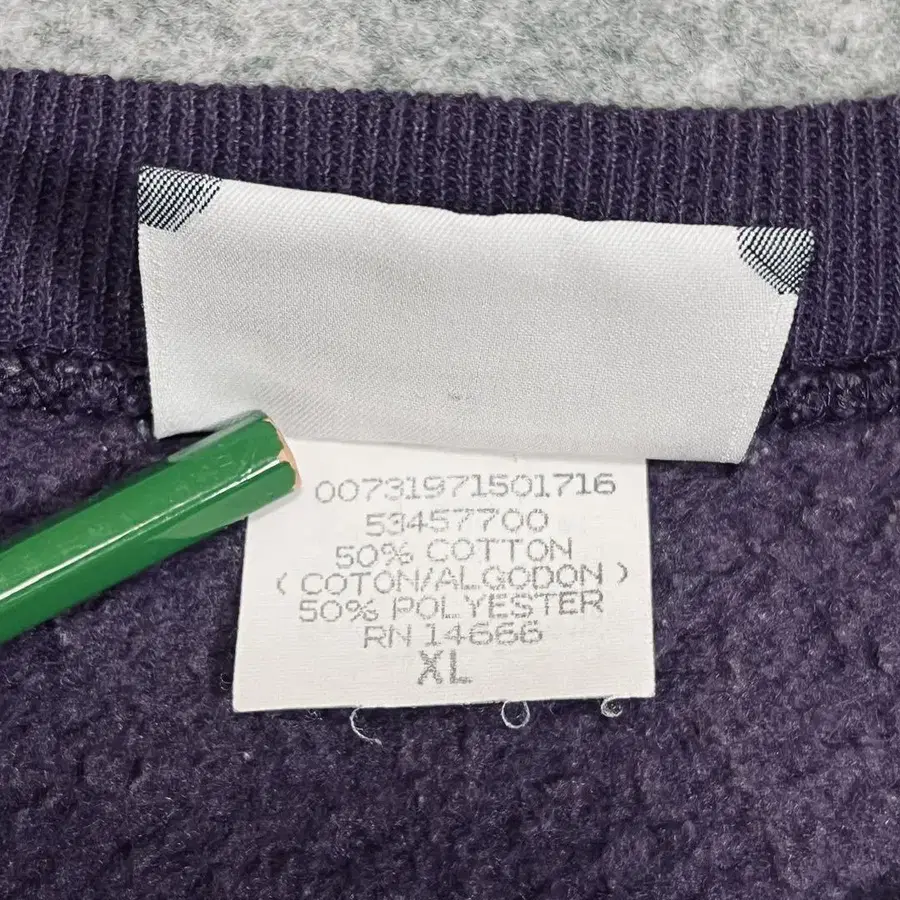 00731971501716
53457700
50% COTTON
( COTON/ALGODON )
50% POLYESTER
RN 14666
XL